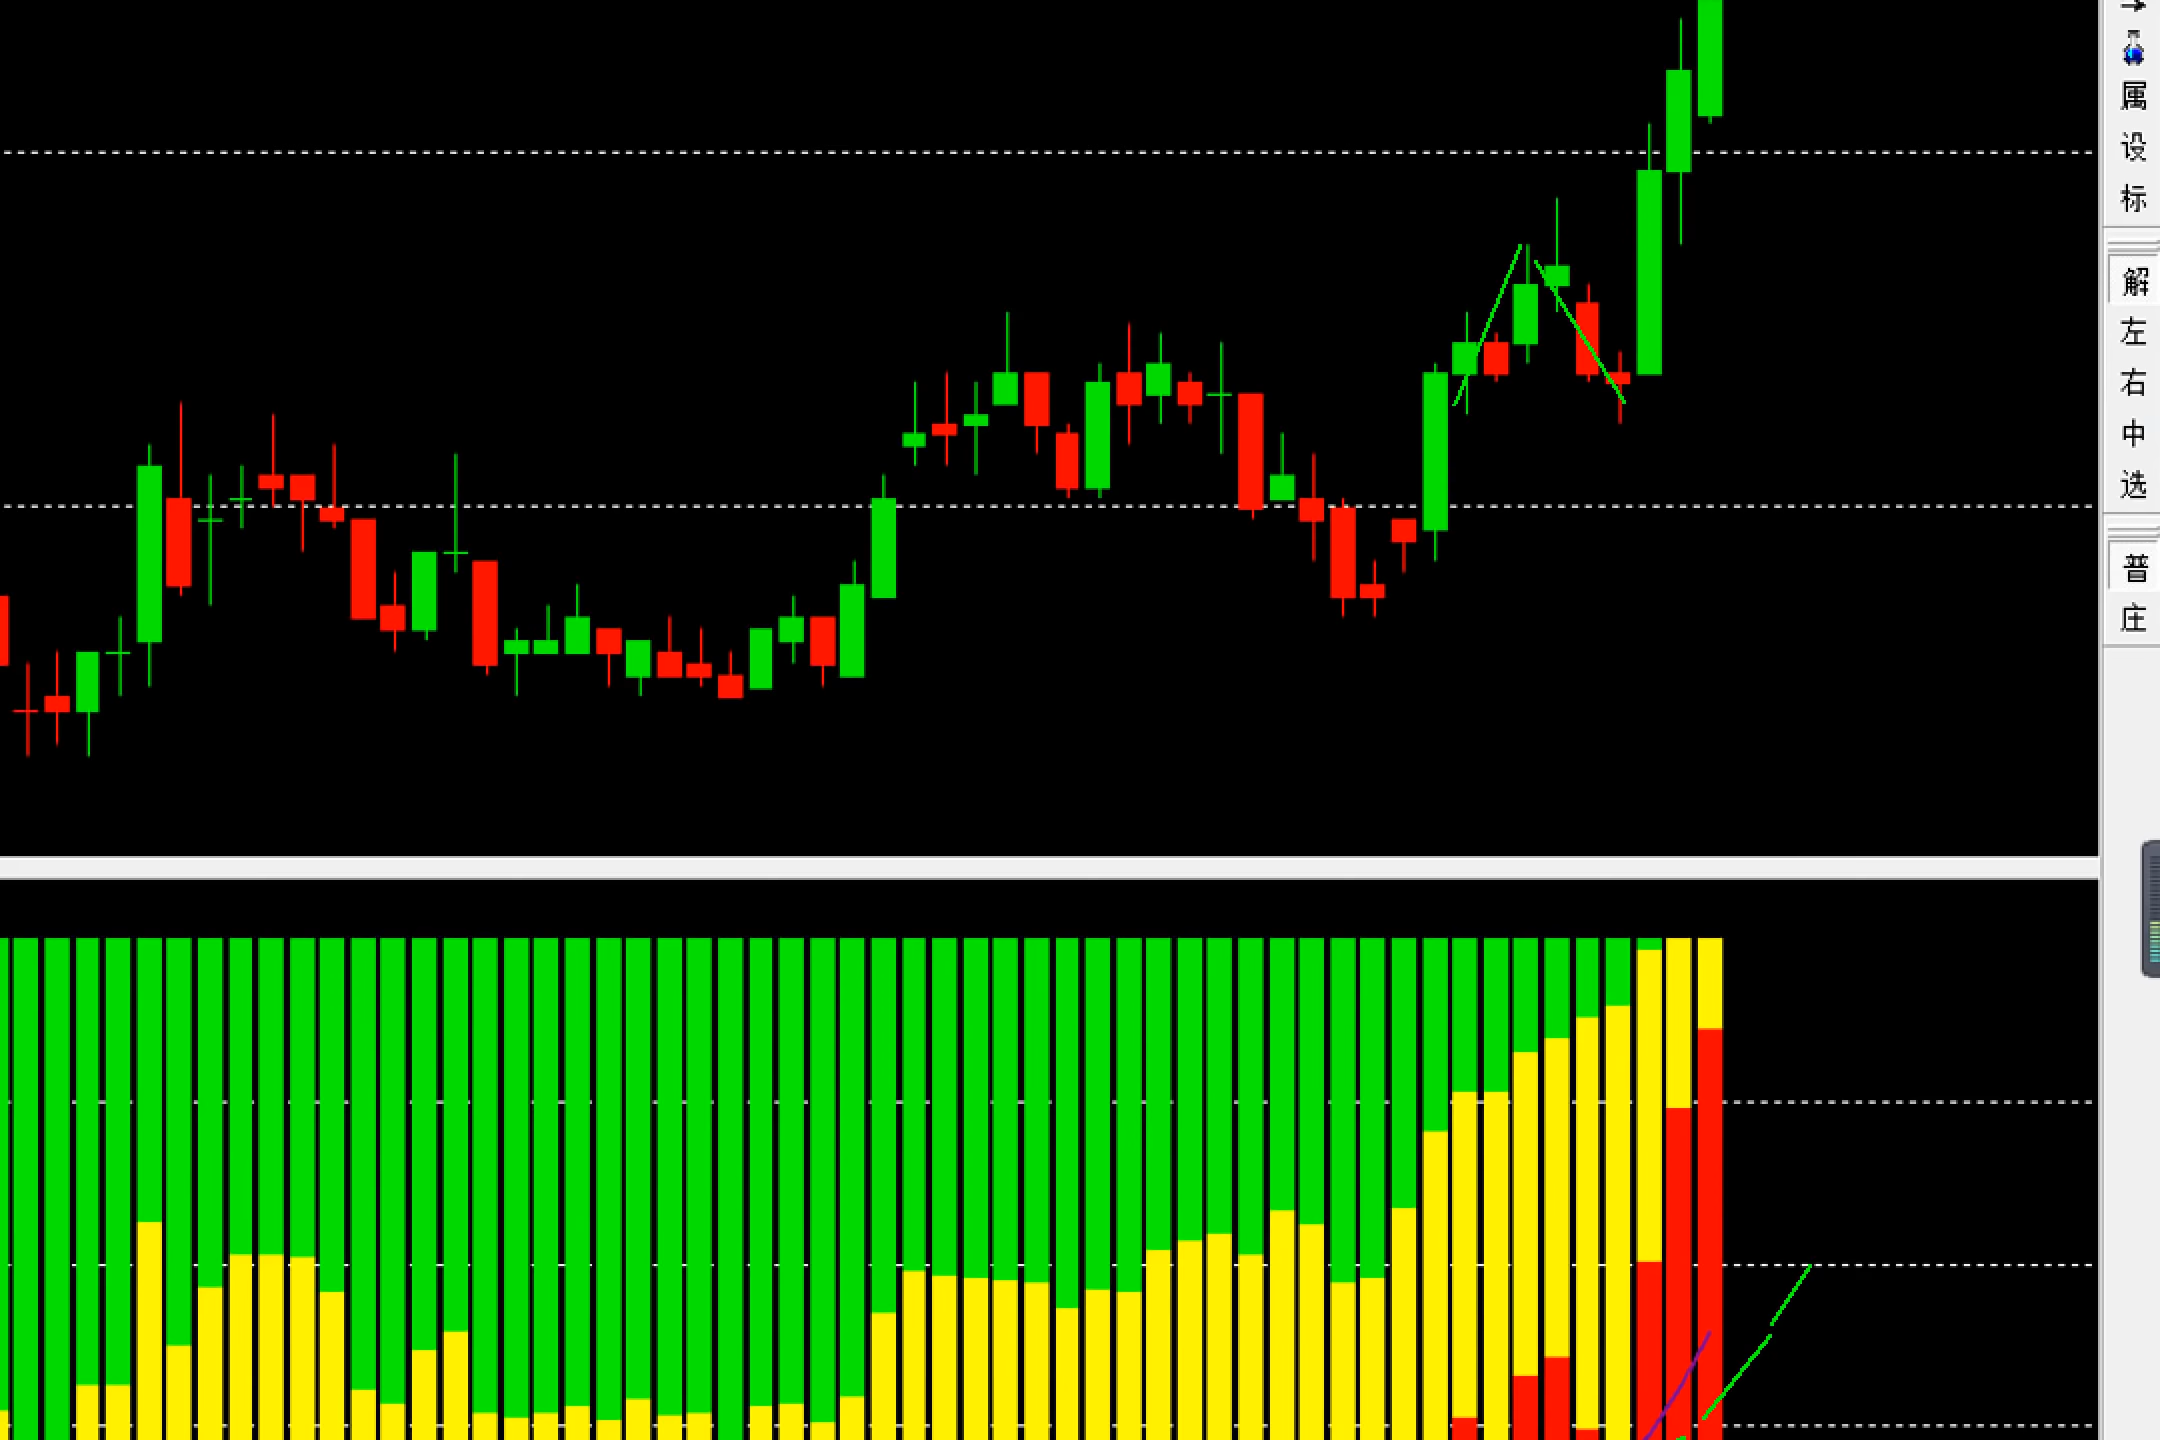 属
设
标
解
左
右
中
选
普
庄